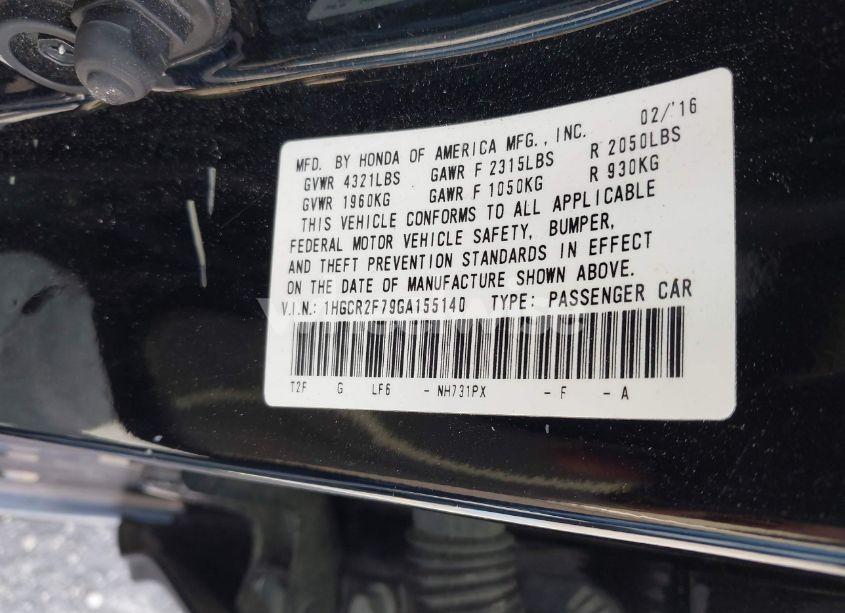 02/'16
MFD. BY HONDA OF AMERICA MFG., INC.
GVWR 4321LBS GAWR F 2315LBS R 2050LBS
GVWR 1960KG GAWR F 1050KG R 930KG
THIS VEHICLE CONFORMS TO ALL APPLICABLE
FEDERAL MOTOR VEHICLE SAFETY, BUMPER,
AND THEFT PREVENTION STANDARDS IN EFFECT
ON THE DATE OF MANUFACTURE SHOWN ABOVE.
V.I.N.: 1HGCR2F79GA155140 TYPE: PASSENGER CAR
T2F G LF6 - NH731PX - F - A